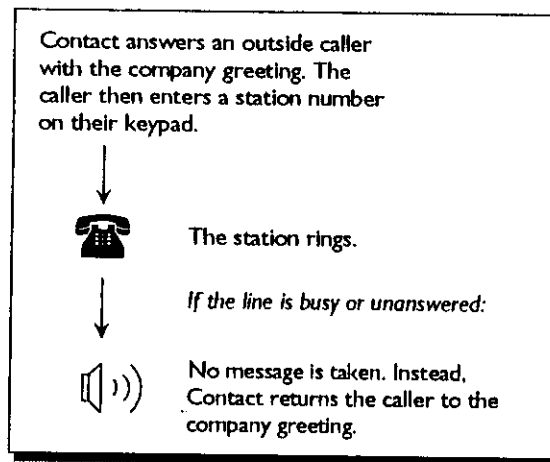 Contact answers an outside caller
with the company greeting. The
caller then enters a station number
on their keypad.
The station rings.
If the line is busy or unanswered:
No message is taken. Instead,
Contact returns the caller to the
company greeting.